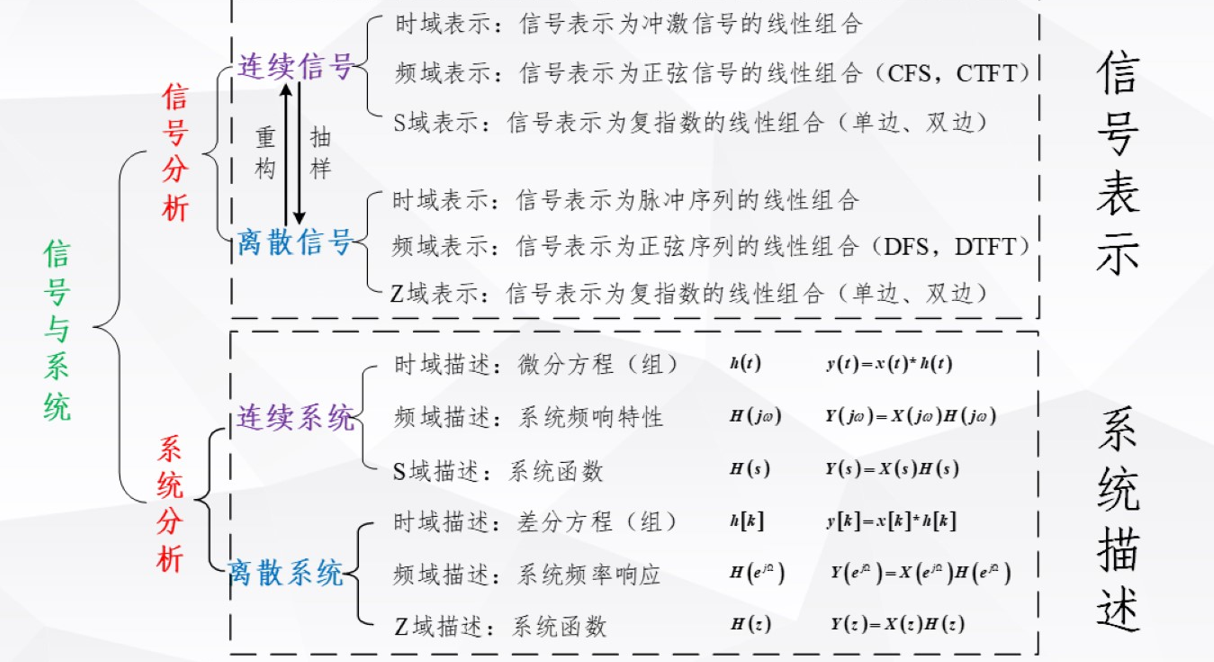 信号与系统
信号分析
连续信号
时域表示：信号表示为冲激信号的线性组合
频域表示：信号表示为正弦信号的线性组合（CFS，CTFT）
S域表示：信号表示为复指数的线性组合（单边、双边）
重构
抽样
离散信号
时域表示：信号表示为脉冲序列的线性组合
频域表示：信号表示为正弦序列的线性组合（DFS，DTFT）
Z域表示：信号表示为复指数的线性组合（单边、双边）
信号表示
系统分析
连续系统
时域描述：微分方程（组） h(t) y(t)=x(t)*h(t)
频域描述：系统频响特性 H(jω) Y(jω)=X(jω)H(jω)
S域描述：系统函数 H(s) Y(s)=X(s)H(s)
离散系统
时域描述：差分方程（组） h[k] y[k]=x[k]*h[k]
频域描述：系统频率响应 H(e^{jΩ}) Y(e^{jΩ})=X(e^{jΩ})H(e^{jΩ})
Z域描述：系统函数 H(z) Y(z)=X(z)H(z)
系统描述